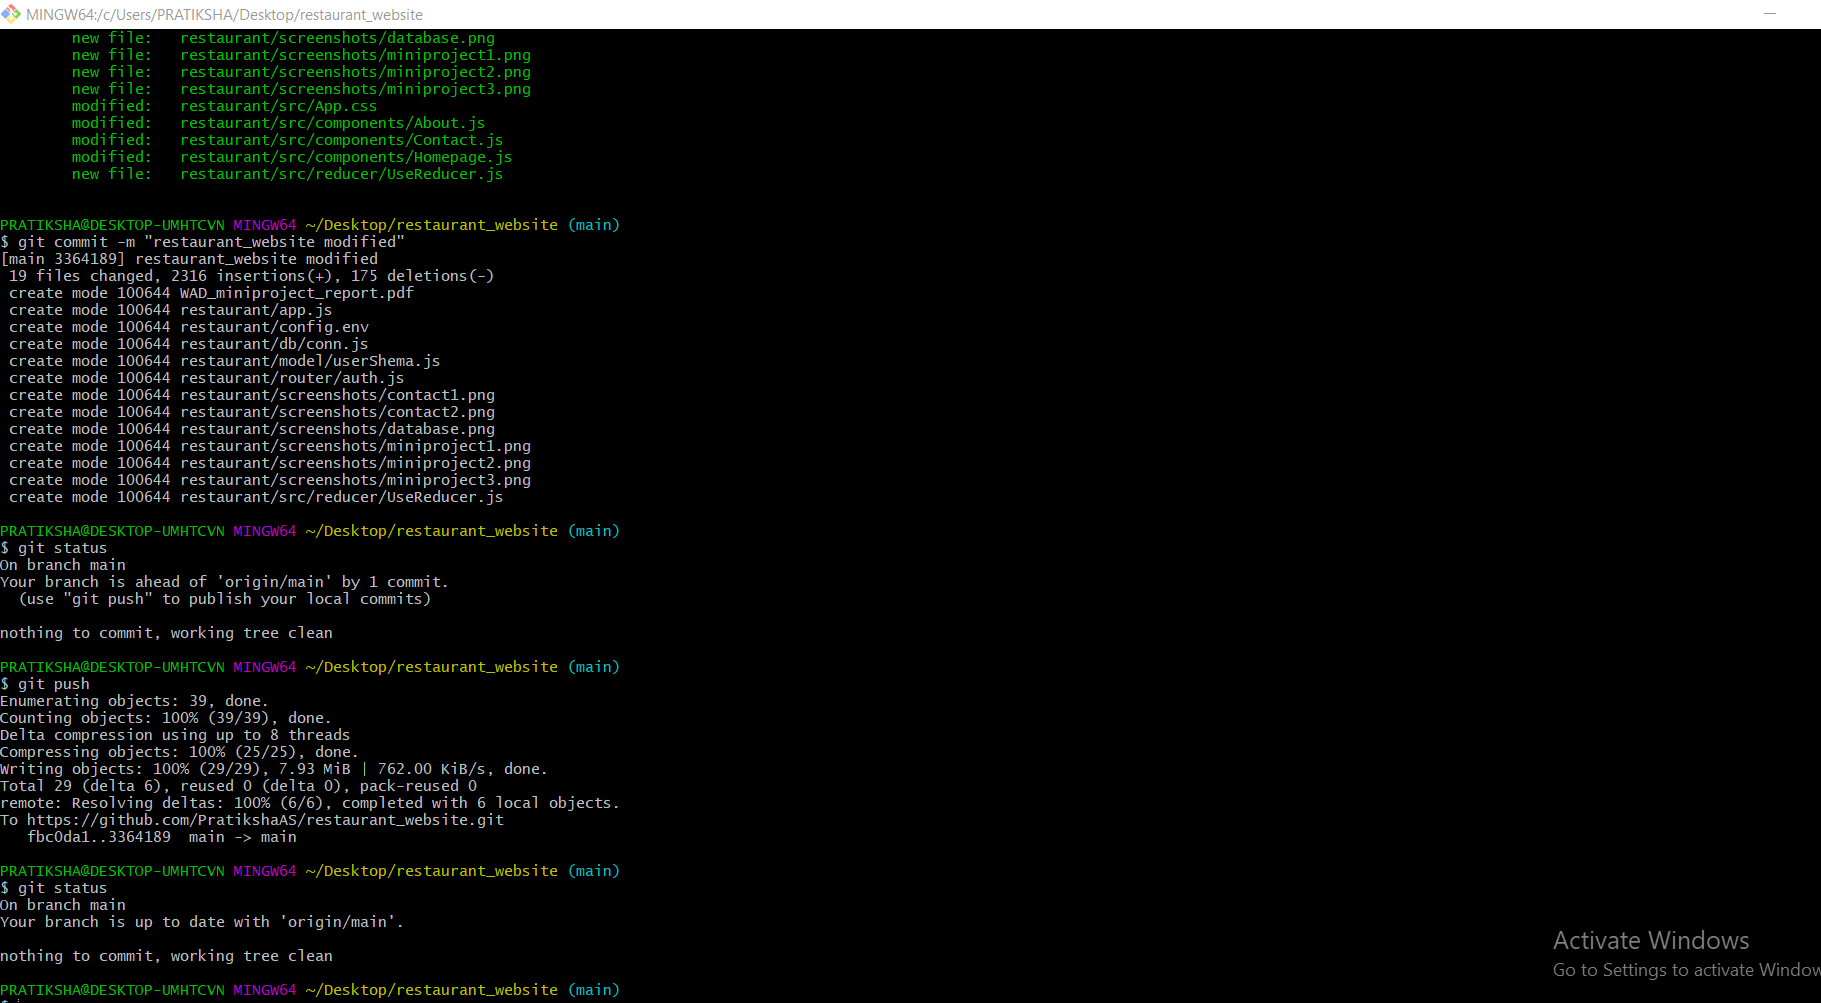 MINGW64:/c/Users/PRATIKSHA/Desktop/restaurant_website
new file:   restaurant/screenshots/database.png
new file:   restaurant/screenshots/miniproject1.png
new file:   restaurant/screenshots/miniproject2.png
new file:   restaurant/screenshots/miniproject3.png
modified:   restaurant/src/App.css
modified:   restaurant/src/components/About.js
modified:   restaurant/src/components/Contact.js
modified:   restaurant/src/components/Homepage.js
new file:   restaurant/src/reducer/UseReducer.js
PRATIKSHA@DESKTOP-UMHTCVN MINGW64 ~/Desktop/restaurant_website (main)
$ git commit -m "restaurant_website modified"
[main 3364189] restaurant_website modified
19 files changed, 2316 insertions(+), 175 deletions(-)
create mode 100644 WAD_miniproject_report.pdf
create mode 100644 restaurant/app.js
create mode 100644 restaurant/config.env
create mode 100644 restaurant/db/conn.js
create mode 100644 restaurant/model/userShema.js
create mode 100644 restaurant/router/auth.js
create mode 100644 restaurant/screenshots/contact1.png
create mode 100644 restaurant/screenshots/contact2.png
create mode 100644 restaurant/screenshots/database.png
create mode 100644 restaurant/screenshots/miniproject1.png
create mode 100644 restaurant/screenshots/miniproject2.png
create mode 100644 restaurant/screenshots/miniproject3.png
create mode 100644 restaurant/src/reducer/UseReducer.js
PRATIKSHA@DESKTOP-UMHTCVN MINGW64 ~/Desktop/restaurant_website (main)
$ git status
On branch main
Your branch is ahead of 'origin/main' by 1 commit.
(use "git push" to publish your local commits)
nothing to commit, working tree clean
PRATIKSHA@DESKTOP-UMHTCVN MINGW64 ~/Desktop/restaurant_website (main)
$ git push
Enumerating objects: 39, done.
Counting objects: 100% (39/39), done.
Delta compression using up to 8 threads
Compressing objects: 100% (25/25), done.
Writing objects: 100% (29/29), 7.93 MiB | 762.00 KiB/s, done.
Total 29 (delta 6), reused 0 (delta 0), pack-reused 0
remote: Resolving deltas: 100% (6/6), completed with 6 local objects.
To https://github.com/PratikshaAS/restaurant_website.git
fbc0da1..3364189  main -> main
PRATIKSHA@DESKTOP-UMHTCVN MINGW64 ~/Desktop/restaurant_website (main)
$ git status
On branch main
Your branch is up to date with 'origin/main'.
nothing to commit, working tree clean
PRATIKSHA@DESKTOP-UMHTCVN MINGW64 ~/Desktop/restaurant_website (main)
$
Activate Windows
Go to Settings to activate Window